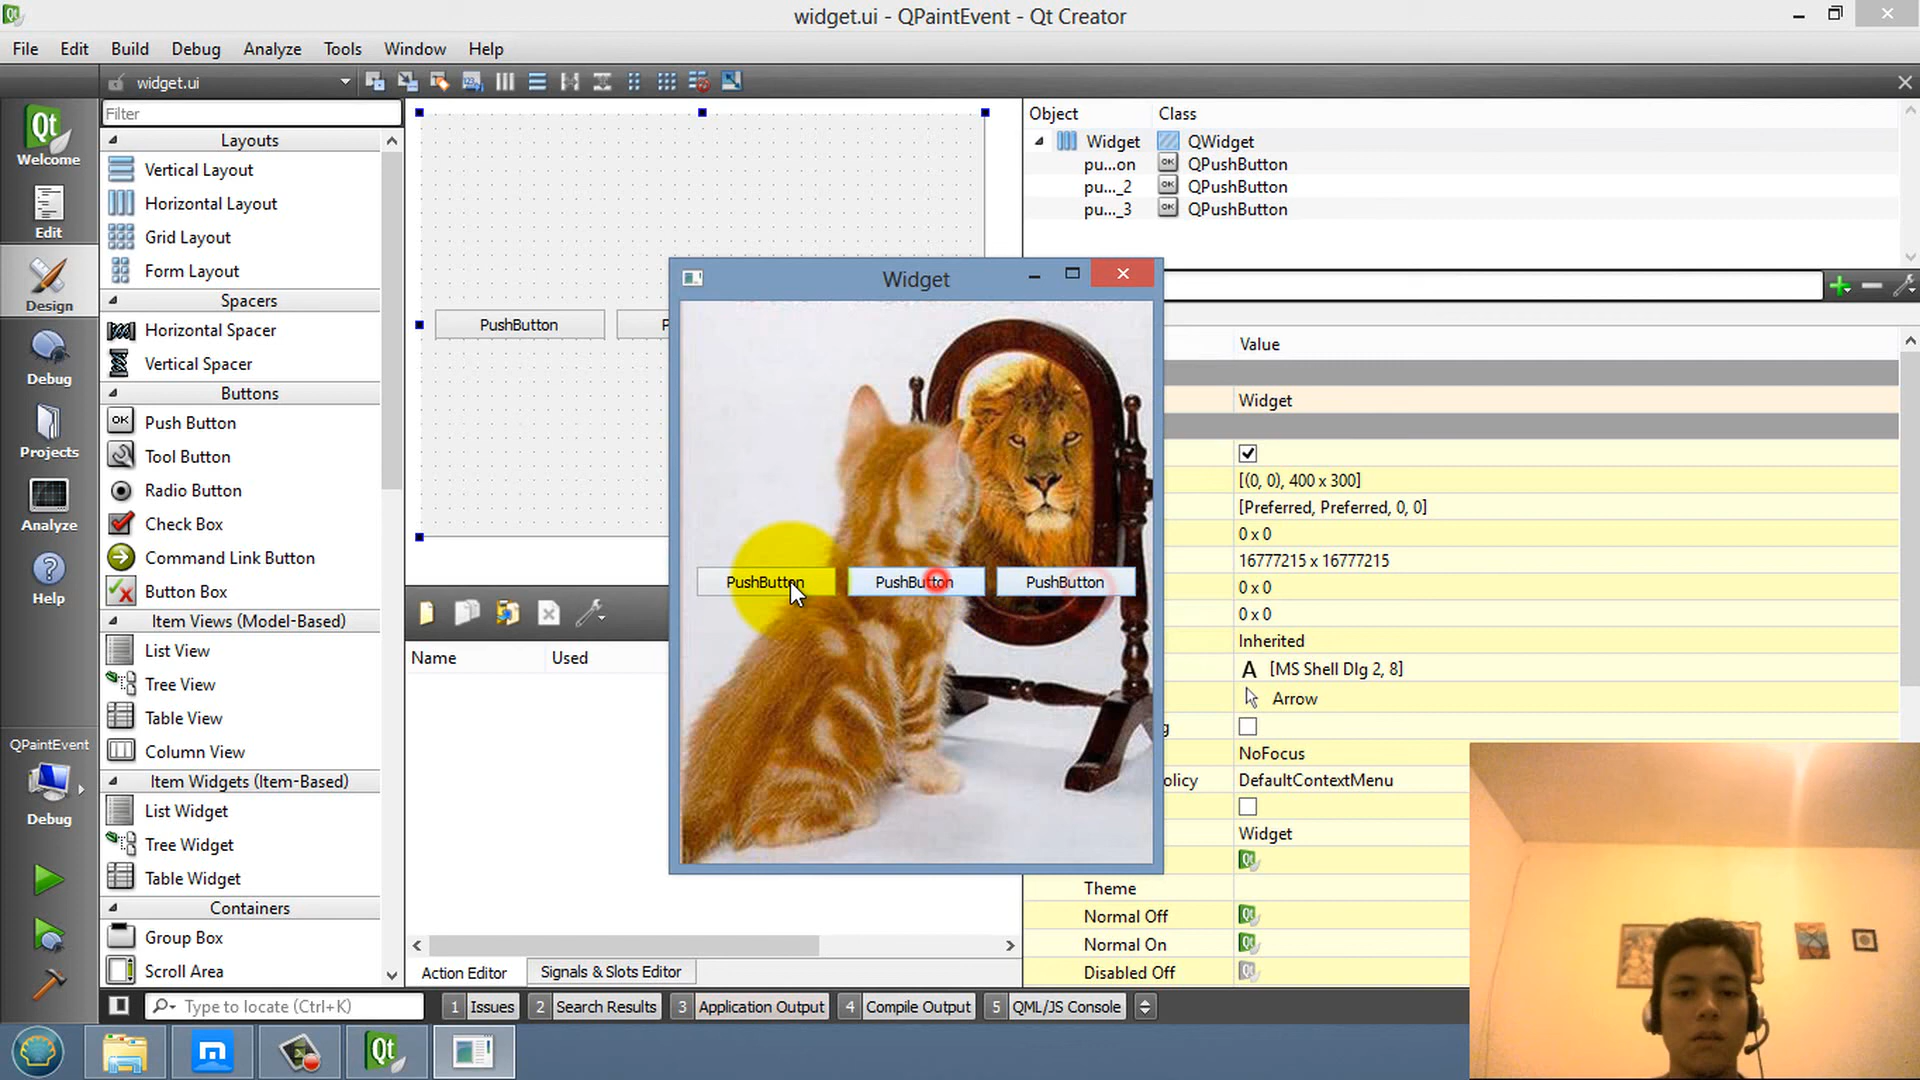 widget.ui - QPaintEvent - Qt Creator
File Edit Build Debug Analyze Tools Window Help
widget.ui
Filter
Object Class
Layouts
Welcome
Vertical Layout
Horizontal Layout
Grid Layout
Form Layout
Edit
Widget QWidget
pu...on QPushButton
pu..._2 QPushButton
pu..._3 QPushButton
Design
Spacers
Horizontal Spacer
Vertical Spacer
Debug
Buttons
Push Button
Tool Button
Radio Button
Check Box
Command Link Button
Button Box
Projects
Analyze
Help
PushButton
Widget
PushButton PushButton PushButton
Value
Widget
[(0, 0), 400 x 300]
[Preferred, Preferred, 0, 0]
0 x 0
16777215 x 16777215
0 x 0
0 x 0
Inherited
A [MS Shell Dlg 2, 8]
Arrow
NoFocus
olicy DefaultContextMenu
Widget
Theme
Normal Off
Normal On
Disabled Off
Item Views (Model-Based)
List View
Tree View
Table View
Column View
Item Widgets (Item-Based)
List Widget
Tree Widget
Table Widget
Containers
Group Box
Scroll Area
QPaintEvent
Debug
Name Used
Action Editor Signals & Slots Editor
Type to locate (Ctrl+K)
1 Issues 2 Search Results 3 Application Output 4 Compile Output 5 QML/JS Console